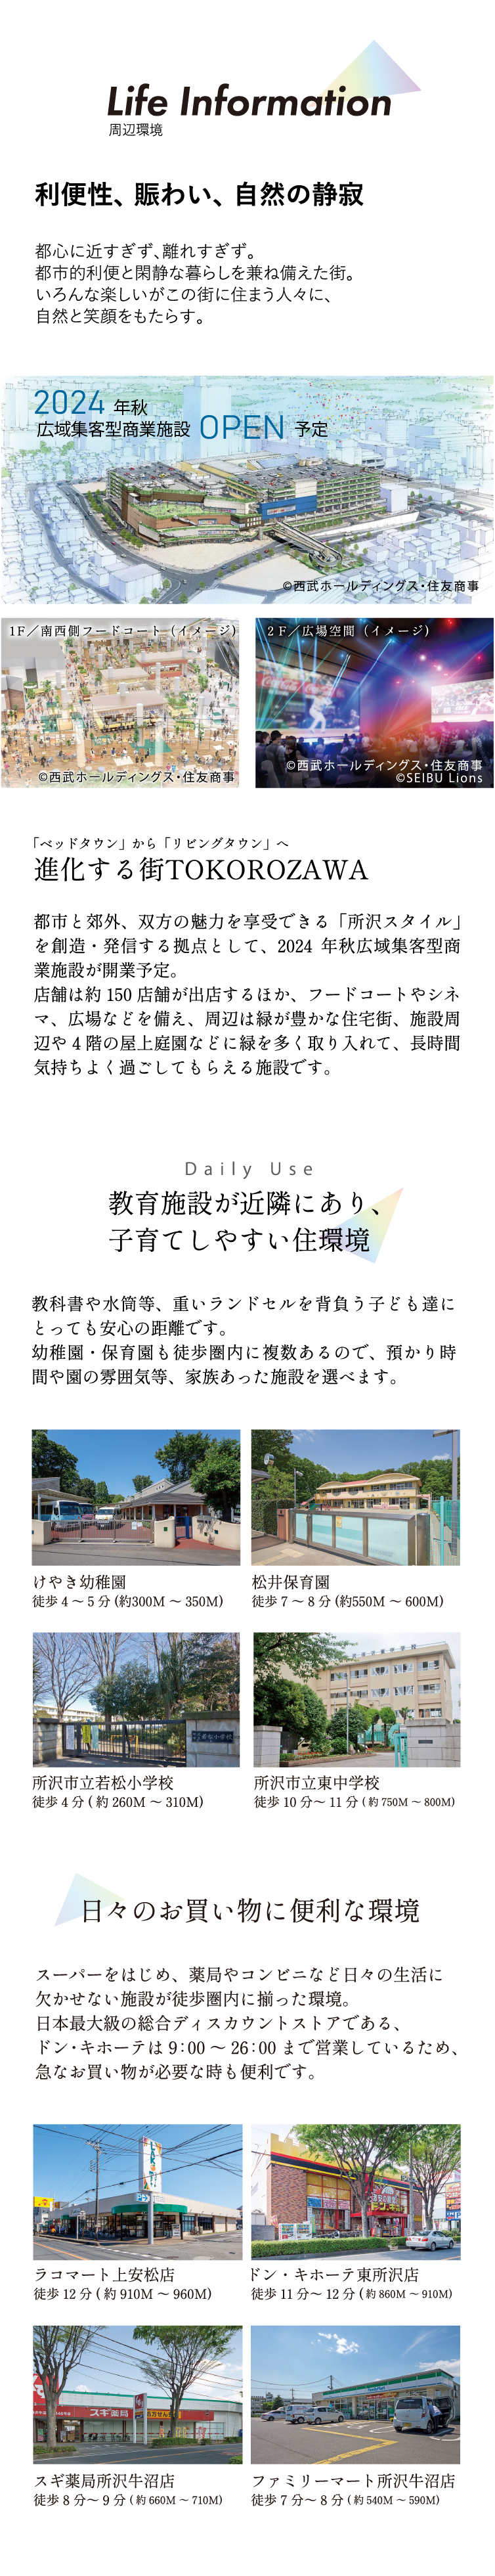 Life Information
周辺環境
利便性、賑わい、自然の静寂
都心に近すぎず、離れすぎず。
都市的利便と閑静な暮らしを兼ね備えた街。
いろんな楽しいがこの街に住まう人々に、
自然と笑顔をもたらす。
2024 年秋
広域集客型商業施設 OPEN 予定
©西武ホールディングス・住友商事
1F／南西側フードコート（イメージ）
©西武ホールディングス・住友商事
2F／広場空間（イメージ）
©西武ホールディングス・住友商事
©SEIBU Lions
「ベッドタウン」から「リビングタウン」へ
進化する街TOKOROZAWA
都市と郊外、双方の魅力を享受できる「所沢スタイル」
を創造・発信する拠点として、2024 年秋広域集客型商
業施設が開業予定。
店舗は約 150 店舗が出店するほか、フードコートやシネ
マ、広場などを備え、周辺は緑が豊かな住宅街、施設周
辺や 4 階の屋上庭園などに緑を多く取り入れて、長時間
気持ちよく過ごしてもらえる施設です。
Daily Use
教育施設が近隣にあり、
子育てしやすい住環境
教科書や水筒等、重いランドセルを背負う子ども達に
とっても安心の距離です。
幼稚園・保育園も徒歩圏内に複数あるので、預かり時
間や園の雰囲気等、家族あった施設を選べます。
けやき幼稚園
徒歩 4 〜 5 分 (約300M 〜 350M)
松井保育園
徒歩 7 〜 8 分 (約550M 〜 600M)
所沢市立若松小学校
徒歩 4 分 ( 約 260M 〜 310M)
所沢市立東中学校
徒歩 10 分〜 11 分 ( 約 750M 〜 800M)
日々のお買い物に便利な環境
スーパーをはじめ、薬局やコンビニなど日々の生活に
欠かせない施設が徒歩圏内に揃った環境。
日本最大級の総合ディスカウントストアである、
ドン・キホーテは 9：00 〜 26：00 まで営業しているため、
急なお買い物が必要な時も便利です。
ラコマート上安松店
徒歩 12 分 ( 約 910M 〜 960M)
ドン・キホーテ東所沢店
徒歩 11 分〜 12 分 ( 約 860M 〜 910M)
スギ薬局
スギ薬局所沢牛沼店
徒歩 8 分〜 9 分 ( 約 660M 〜 710M)
FamilyMart
ファミリーマート所沢牛沼店
徒歩 7 分〜 8 分 ( 約 540M 〜 590M)